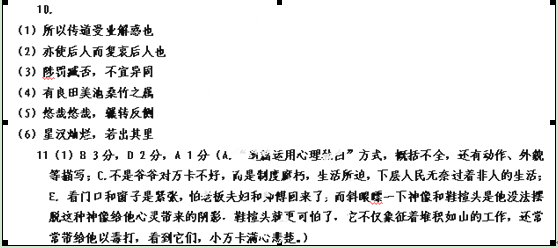 10.
(1) 所以传道受业解惑也
(2) 亦使后人而复哀后人也
(3) 陟罚臧否，不宜异同
(4) 有良田美池桑竹之属
(5) 悠哉悠哉，辗转反侧
(6) 星汉灿烂，若出其里
11 (1) B 3 分，D 2 分，A 1 分（A. “ 运用心理独白”方式，概括不全，还有动作、外貌
等描写；C.不是爷爷对万卡不好，而是制度腐朽，生活所迫，下层人民无奈过着非人的生活；
E. 看门口和窗子是紧张，怕老板夫妇和师傅回来了；而斜眼瞟一下神像和鞋楦头是他没法摆
脱这种神像给他心灵带来的阴影，鞋楦头就更可怕了，它不仅象征着堆积如山的工作，还常
常带给他以毒打，看到它们，小万卡满心悲楚。）